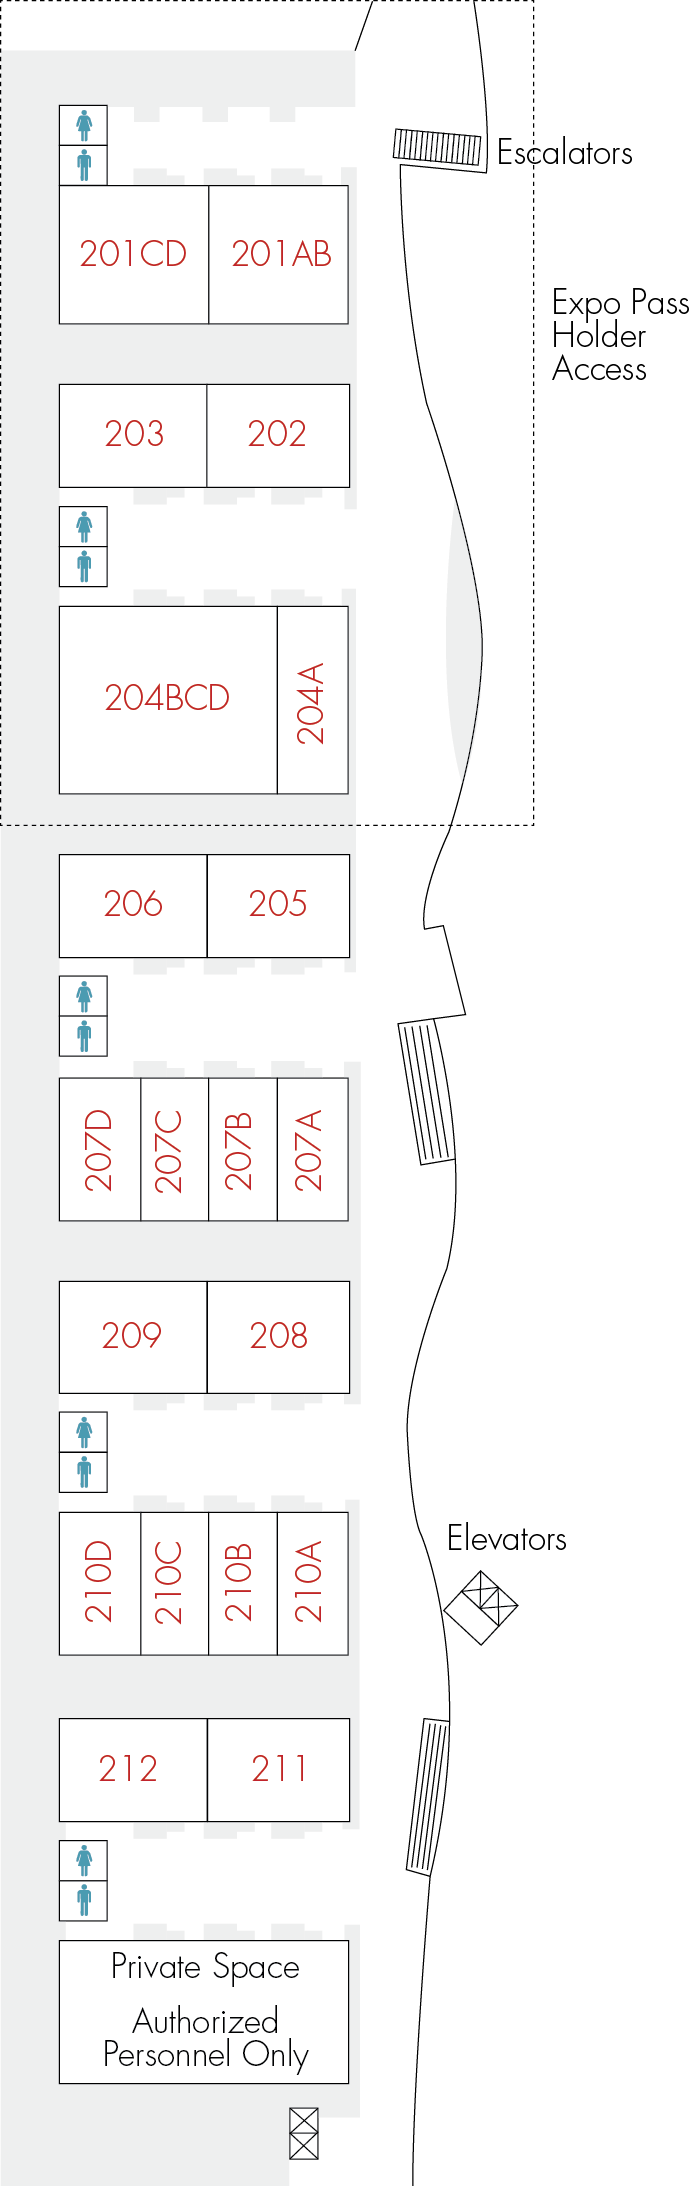 Escalators
201CD
201AB
Expo Pass
Holder
Access
203
202
204BCD
204A
206
205
207D
207C
207B
207A
209
208
Elevators
210D
210C
210B
210A
212
211
Private Space
Authorized
Personnel Only